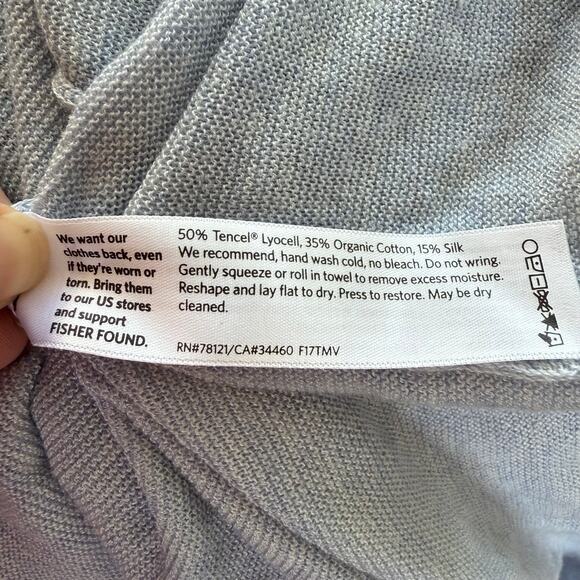 We want our
clothes back, even
if they're worn or
torn. Bring them
to our US stores
and support
FISHER FOUND.
50% Tencel® Lyocell, 35% Organic Cotton, 15% Silk
We recommend, hand wash cold, no bleach. Do not wring.
Gently squeeze or roll in towel to remove excess moisture.
Reshape and lay flat to dry. Press to restore. May be dry
cleaned.
RN#78121/CA#34460 F17TMV